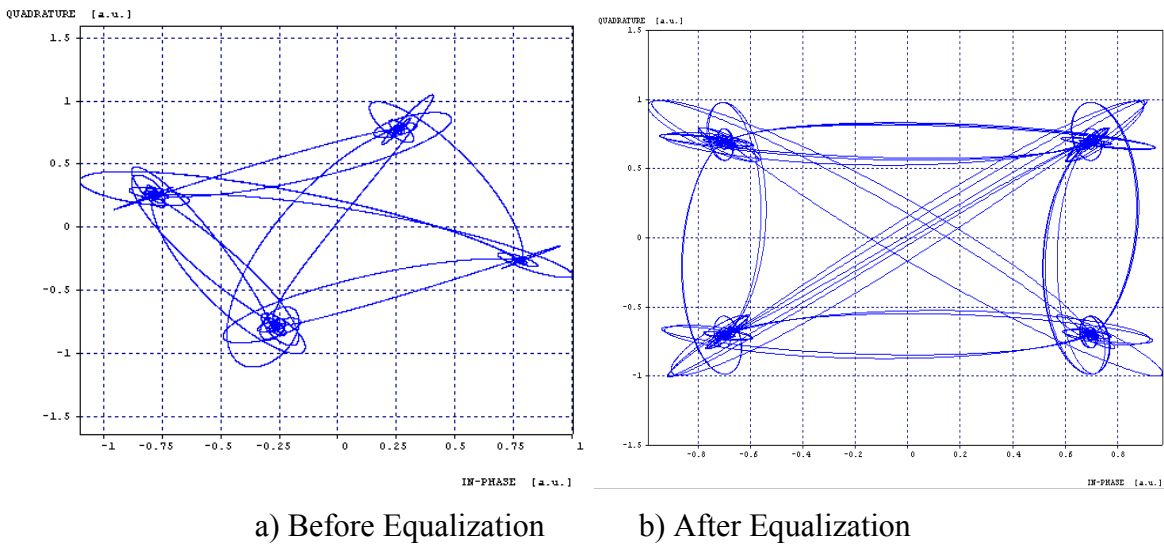 QUADRATURE [a.u.]
1.5
1
0.5
0
-0.5
-1
-1.5
-1 -0.75 -0.5 -0.25 0 0.25 0.5 0.75 1
IN-PHASE [a.u.]
QUADRATURE [a.u.]
1.5
1
0.5
0
-0.5
-1
-1.5
-0.8 -0.6 -0.4 -0.2 0 0.2 0.4 0.6 0.8
IN-PHASE [a.u.]
a) Before Equalization b) After Equalization